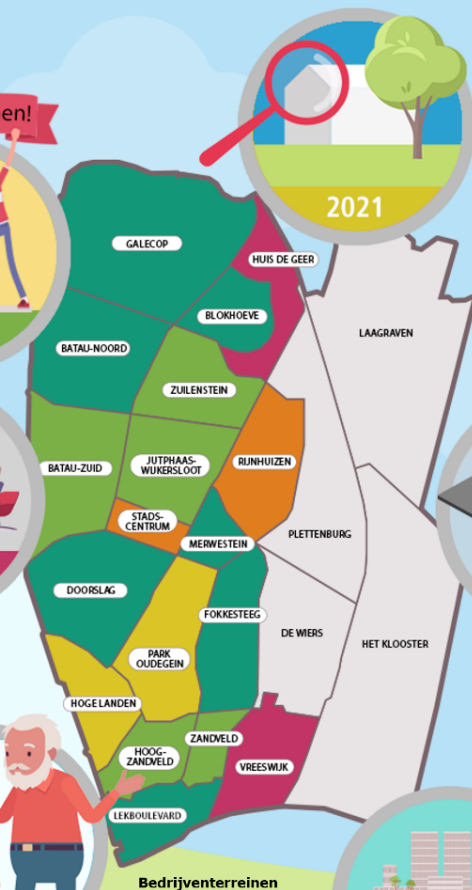 en!
2021
GALECOP
HUIS DE GEER
BLOKHOEVE
LAAGRAVEN
BATAU-NOORD
ZUILENSTEIN
BATAU-ZUID
JUTPHAAS-
WIJKERSLOOT
RIJNHUIZEN
STADS-
CENTRUM
PLETTENBURG
MERWESTEIN
DOORSLAG
FOKKESTEEG
DE WIERS
HET KLOOSTER
PARK
OUDEGEIN
HOGE LANDEN
ZANDVELD
HOOG-
ZANDVELD
VREESWIJK
LEKBOULEVARD
Bedrijventerreinen